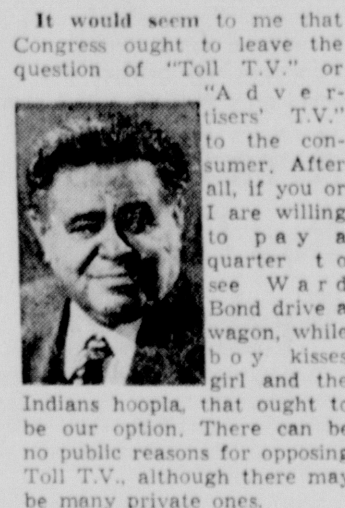 It would seem to me that
Congress ought to leave the
question of "Toll T.V." or
"A d v e r-
tisers' T.V."
to the con-
sumer. After
all, if you or
I are willing
to p a y a
quarter t o
see W a r d
Bond drive a
wagon, while
b o y kisses
girl and the
Indians hoopla, that ought to
be our option. There can be
no public reasons for opposing
Toll T.V., although there may
be many private ones.